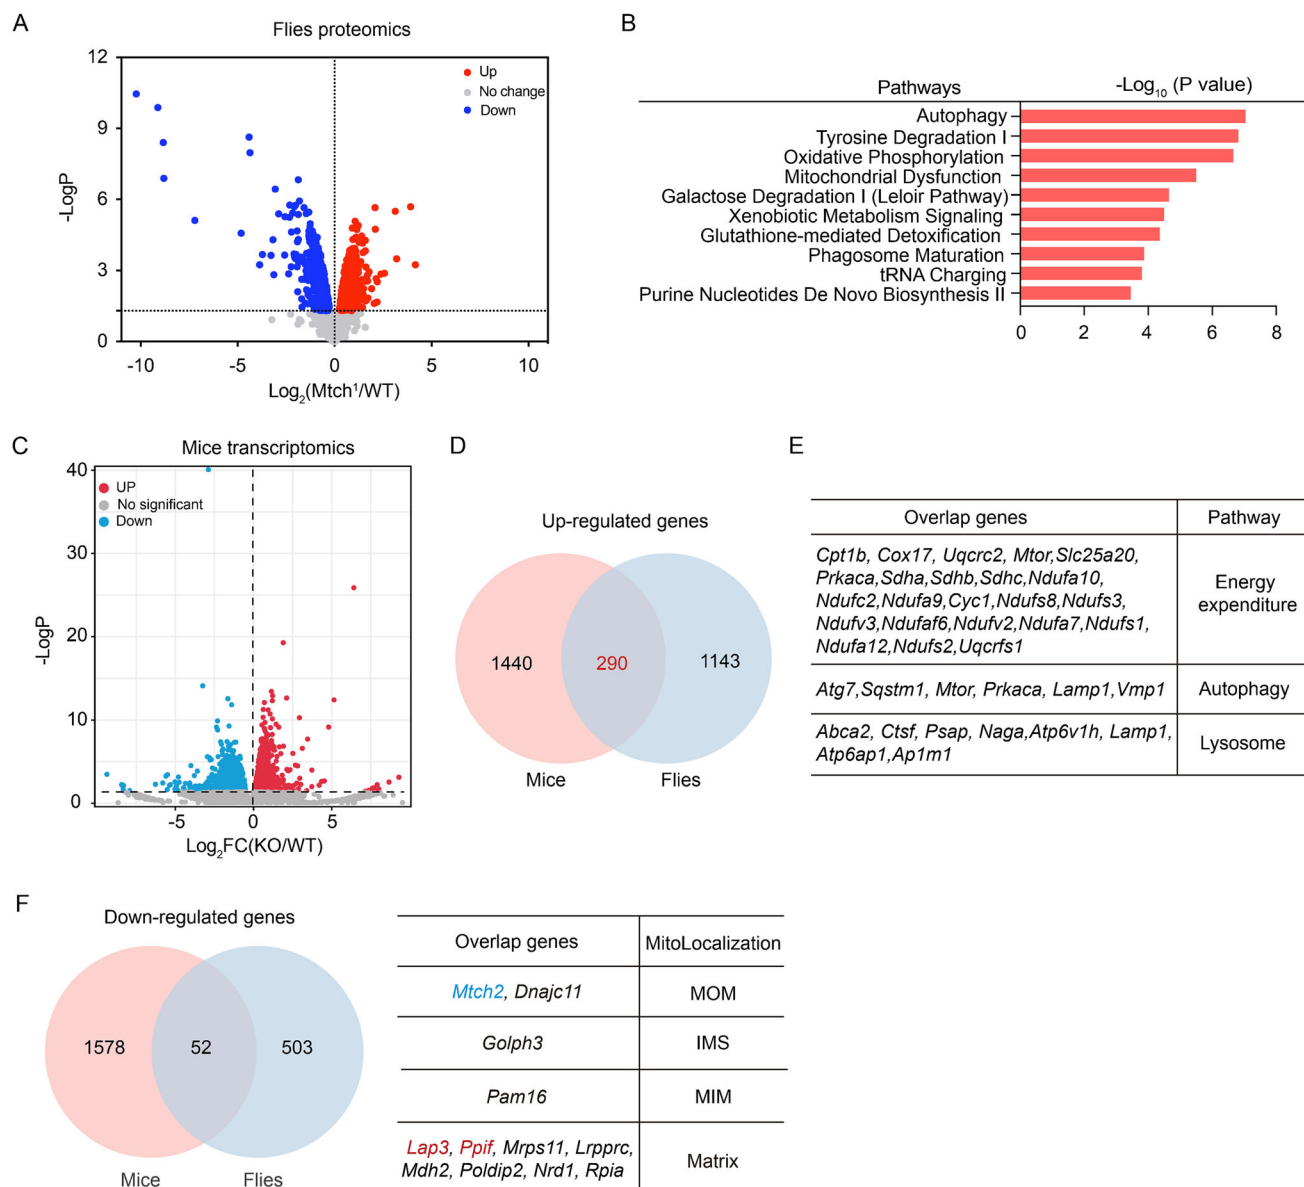 A
Flies proteomics
12
9
6
3
0
-LogP
Up
No change
Down
-10
-5
0
5
10
Log2(Mtch1/WT)
B
Pathways
-Log10 (P value)
Autophagy
Tyrosine Degradation I
Oxidative Phosphorylation
Mitochondrial Dysfunction
Galactose Degradation I (Leloir Pathway)
Xenobiotic Metabolism Signaling
Glutathione-mediated Detoxification
Phagosome Maturation
tRNA Charging
Purine Nucleotides De Novo Biosynthesis II
0
2
4
6
8
C
Mice transcriptomics
40
30
20
10
0
-LogP
UP
No significant
Down
-5
0
5
Log2FC(KO/WT)
D
Up-regulated genes
1440
290
1143
Mice
Flies
E
Overlap genes
Pathway
Cpt1b, Cox17, Uqcrc2, Mtor,Slc25a20,
Prkaca,Sdha,Sdhb,Sdhc,Ndufa10,
Ndufc2,Ndufa9,Cyc1,Ndufs8,Ndufs3,
Ndufv3,Ndufaf6,Ndufv2,Ndufa7,Ndufs1,
Ndufa12,Ndufs2,Uqcrfs1
Energy
expenditure
Atg7,Sqstm1, Mtor, Prkaca, Lamp1,Vmp1
Autophagy
Abca2, Ctsf, Psap, Naga,Atp6v1h, Lamp1,
Atp6ap1,Ap1m1
Lysosome
F
Down-regulated genes
1578
52
503
Mice
Flies
Overlap genes
MitoLocalization
Mtch2, Dnajc11
MOM
Golph3
IMS
Pam16
MIM
Lap3, Ppif, Mrps11, Lrpprc,
Mdh2, Poldip2, Nrd1, Rpia
Matrix